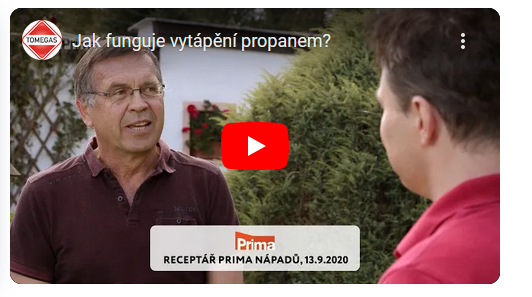 TOMEGAS
Jak funguje vytápění propanem?
Prima
RECEPTÁŘ PRIMA NÁPADŮ, 13.9.2020